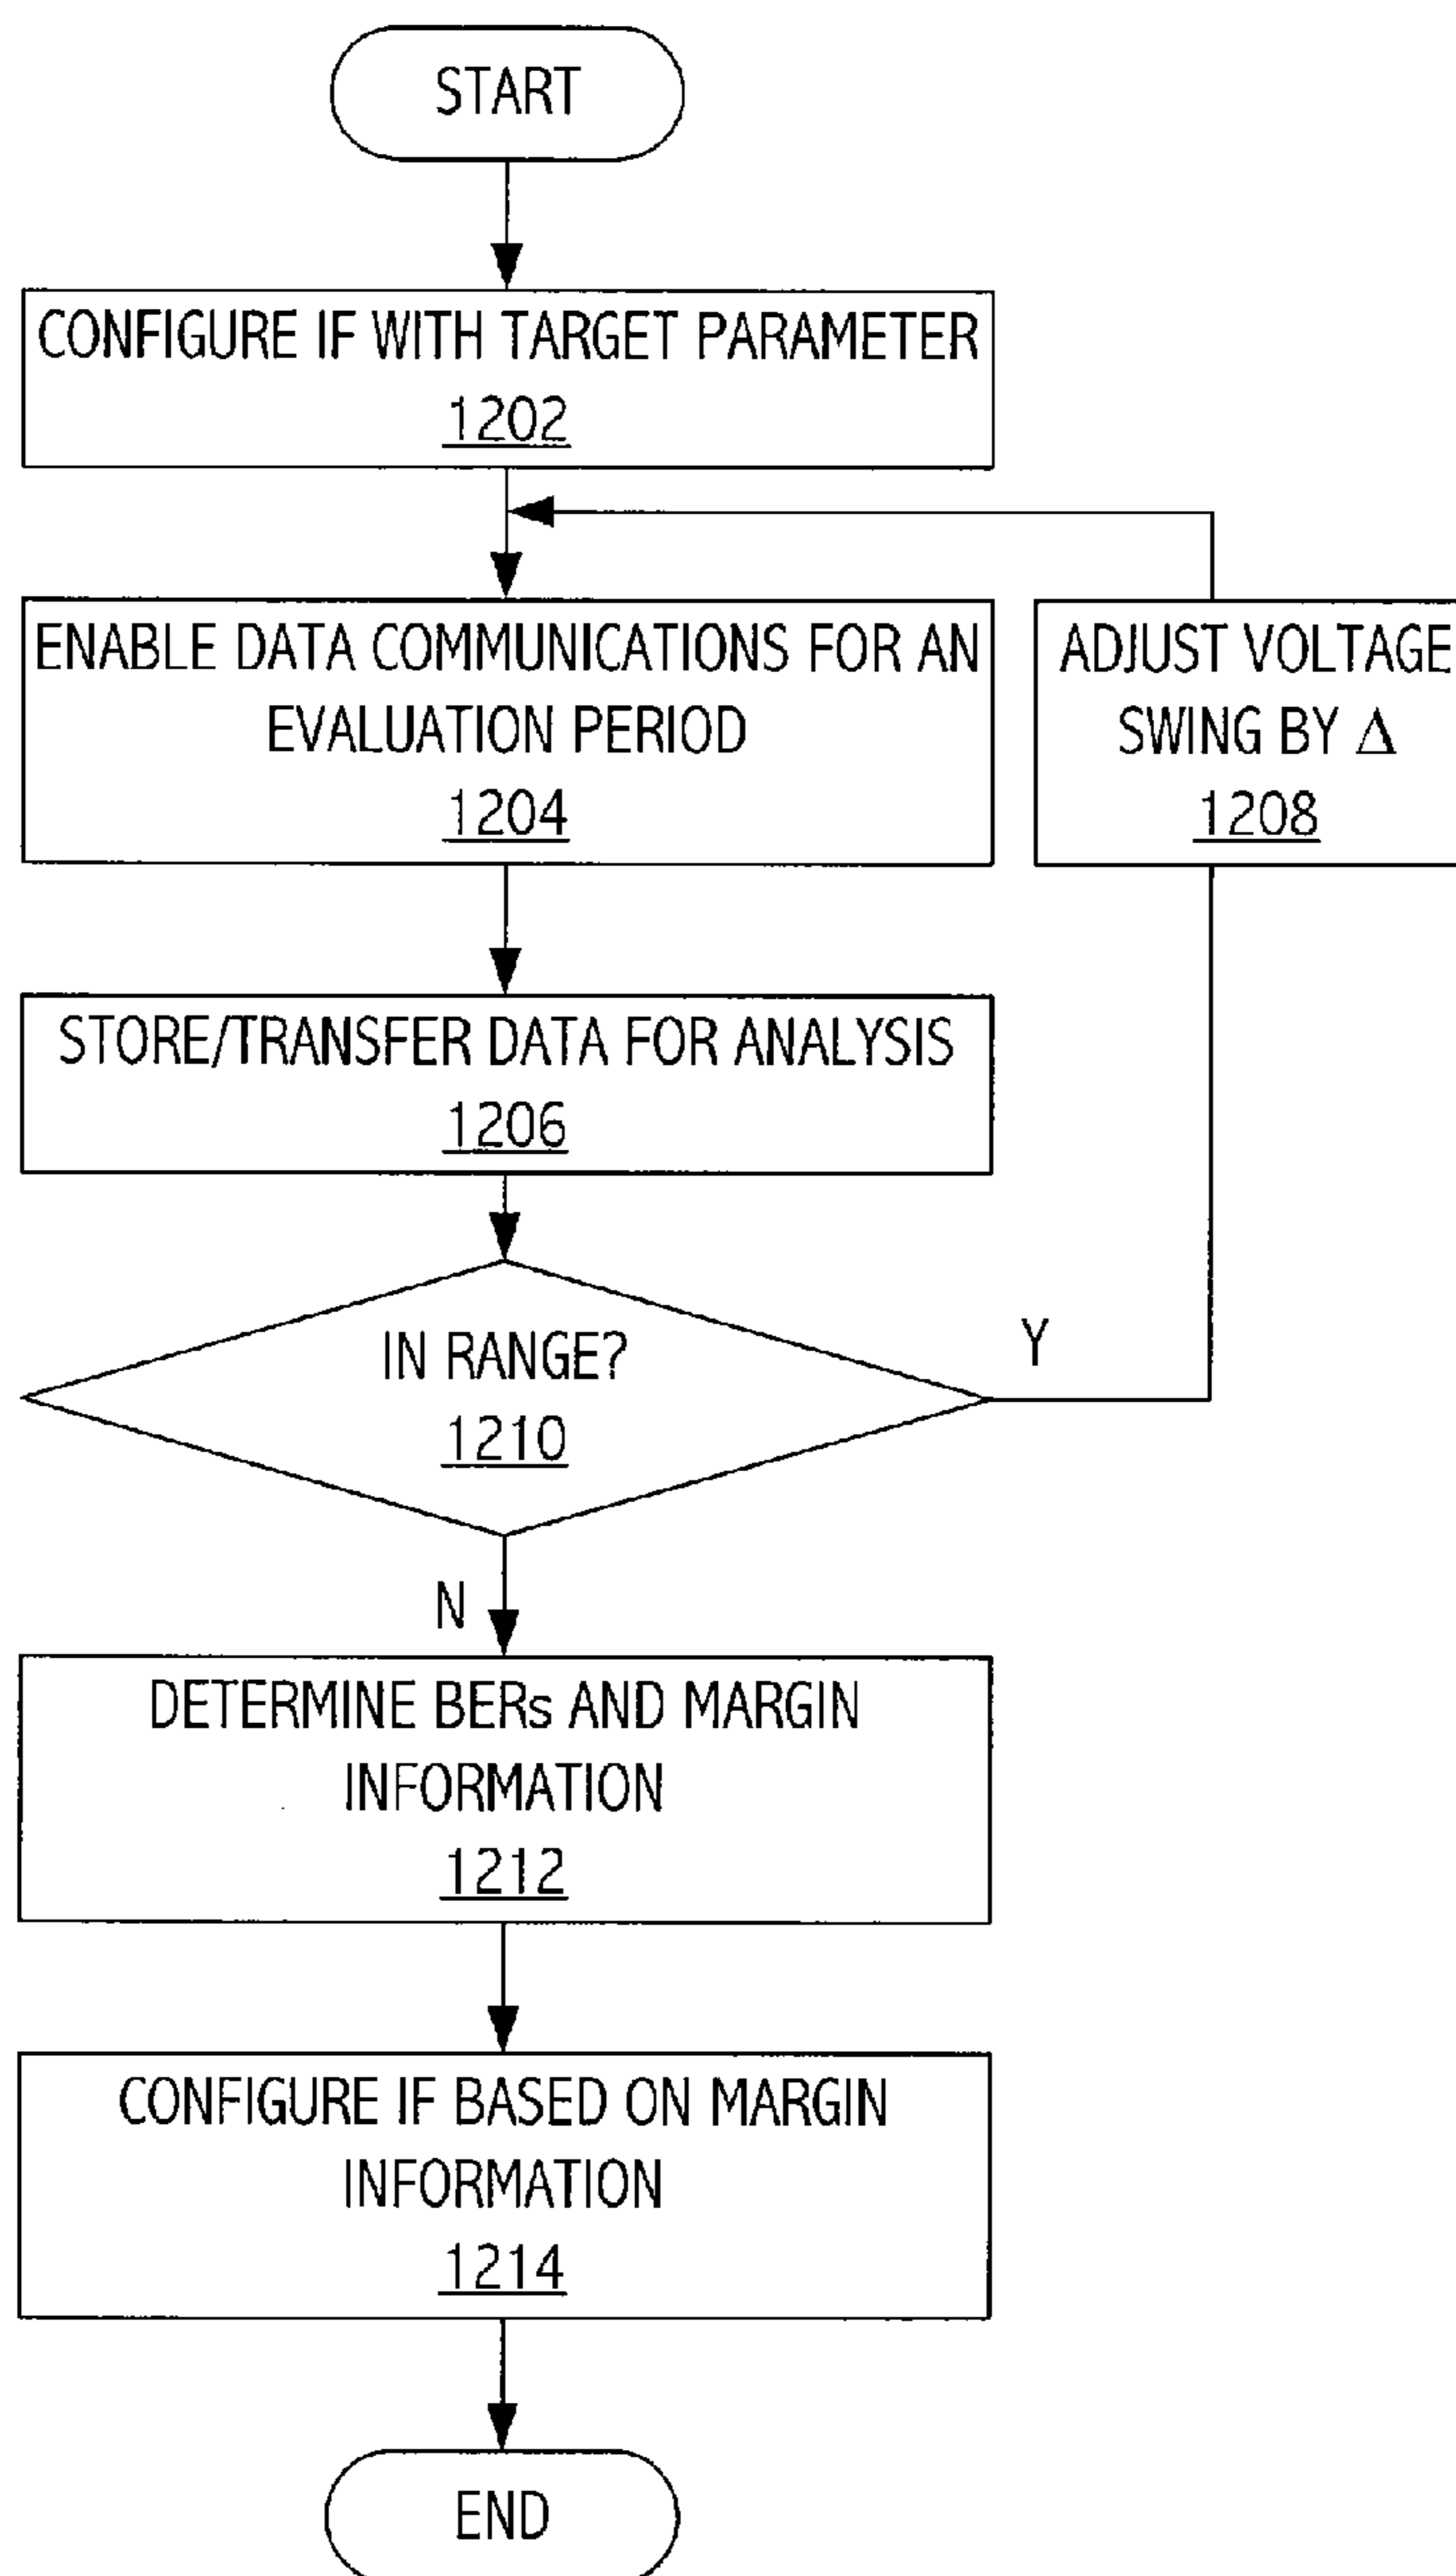 START
CONFIGURE IF WITH TARGET PARAMETER
1202
ENABLE DATA COMMUNICATIONS FOR AN
EVALUATION PERIOD
1204
ADJUST VOLTAGE
SWING BY Δ
1208
STORE/TRANSFER DATA FOR ANALYSIS
1206
IN RANGE?
1210
Y
N
DETERMINE BERs AND MARGIN
INFORMATION
1212
CONFIGURE IF BASED ON MARGIN
INFORMATION
1214
END